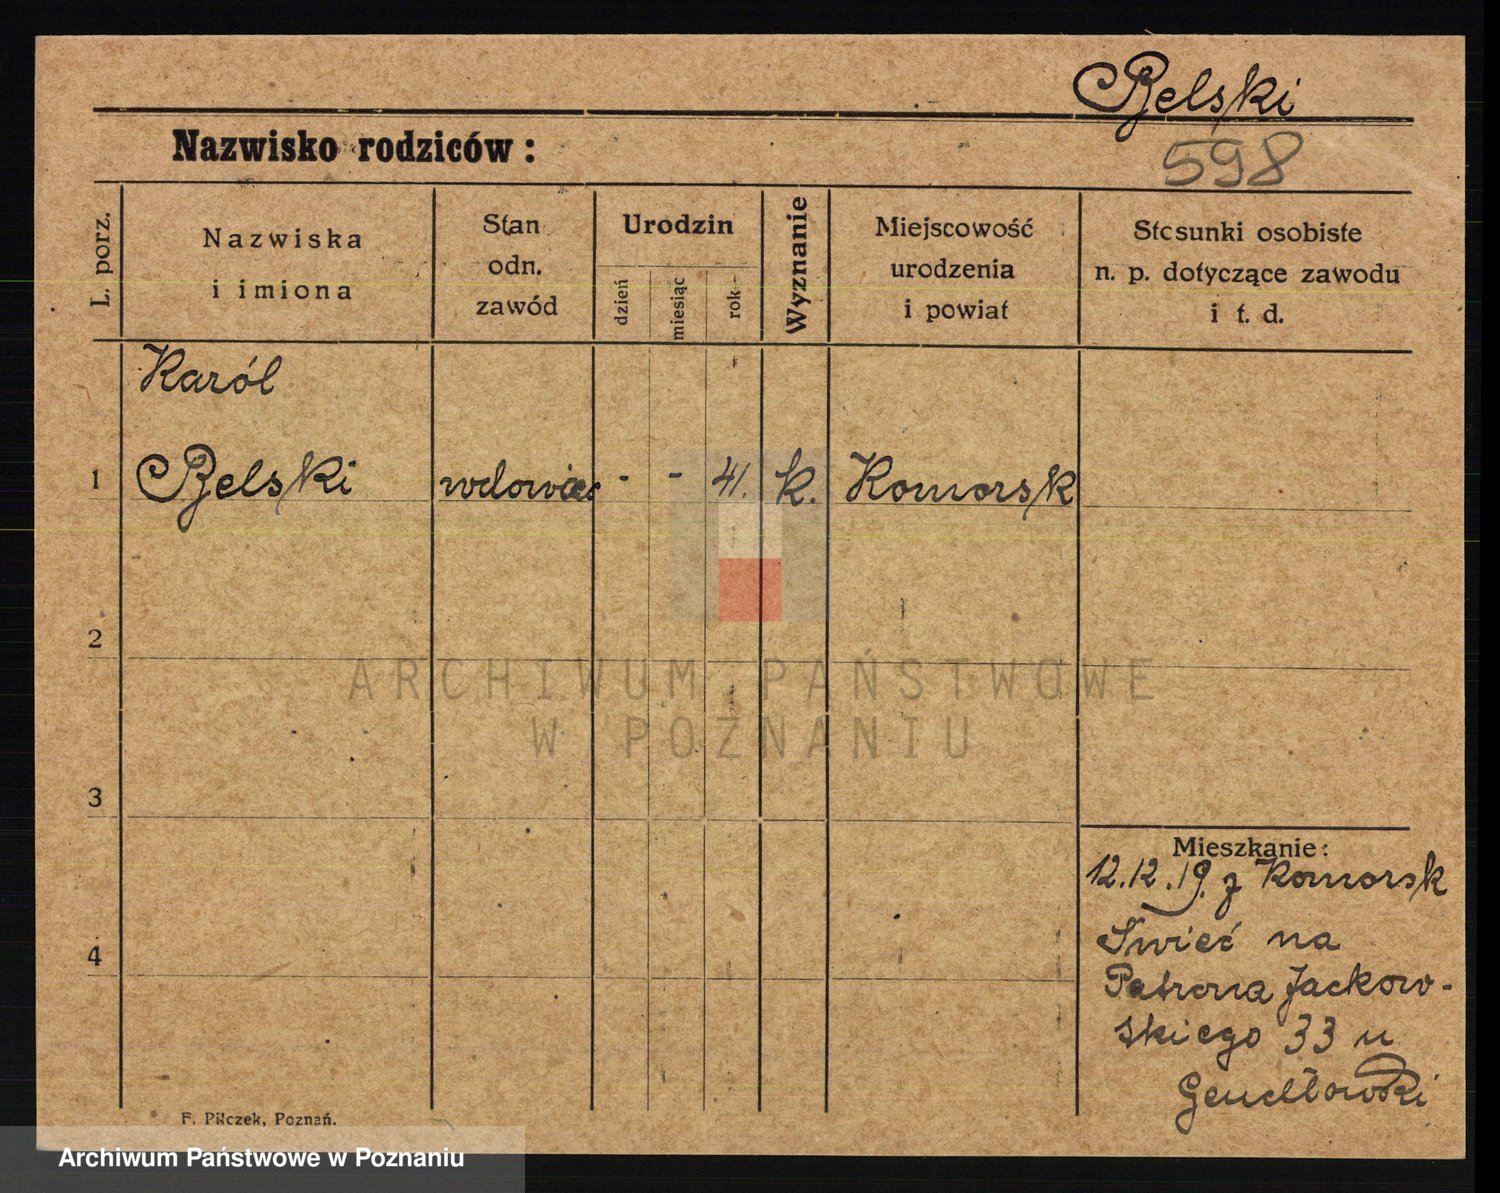 Belski
Nazwisko rodziców :
598
L. porz.
Nazwiska
i imiona
Stan
odn.
zawód
Urodzin
dzień
miesiąc
rok
Wyznanie
Miejscowość
urodzenia
i powiat
Stosunki osobiste
n. p. dotyczące zawodu
i t. d.
Karól
1 Belski wdowiec - - 41. k. Komorsk
2
3
4
Mieszkanie:
12.12.19. z Komorsk
Świeć na
Patrona Jackow-
skiego 33 u
F. Pilczek, Poznań.
ARCHIWUM PAŃSTWOWE
W POZNANIU
Archiwum Państwowe w Poznaniu